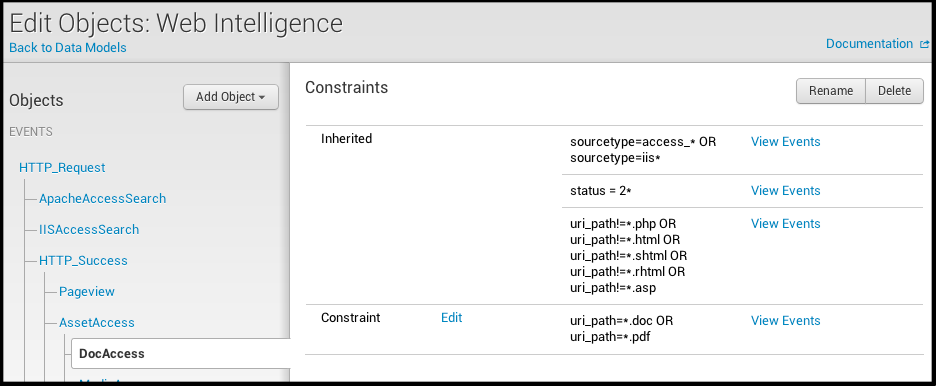 Edit Objects: Web Intelligence
Back to Data Models
Documentation
Objects
Add Object
EVENTS
HTTP_Request
ApacheAccessSearch
IISAccessSearch
HTTP_Success
Pageview
AssetAccess
DocAccess
Constraints
Rename
Delete
Inherited
sourcetype=access_* OR
sourcetype=iis*
View Events
status = 2*
View Events
uri_path!=*.php OR
uri_path!=*.html OR
uri_path!=*.shtml OR
uri_path!=*.rhtml OR
uri_path!=*.asp
View Events
Constraint
Edit
uri_path=*.doc OR
uri_path=*.pdf
View Events